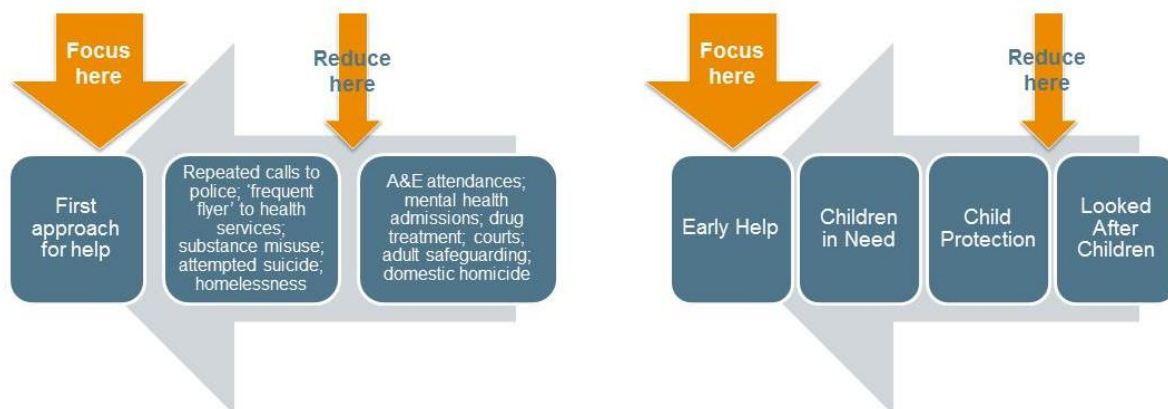 Focus
here
Reduce
here
First
approach
for help
Repeated calls to
police; 'frequent
flyer' to health
services;
substance misuse;
attempted suicide;
homelessness
A&E attendances;
mental health
admissions; drug
treatment; courts;
adult safeguarding;
domestic homicide
Focus
here
Reduce
here
Early Help
Children
in Need
Child
Protection
Looked
After
Children